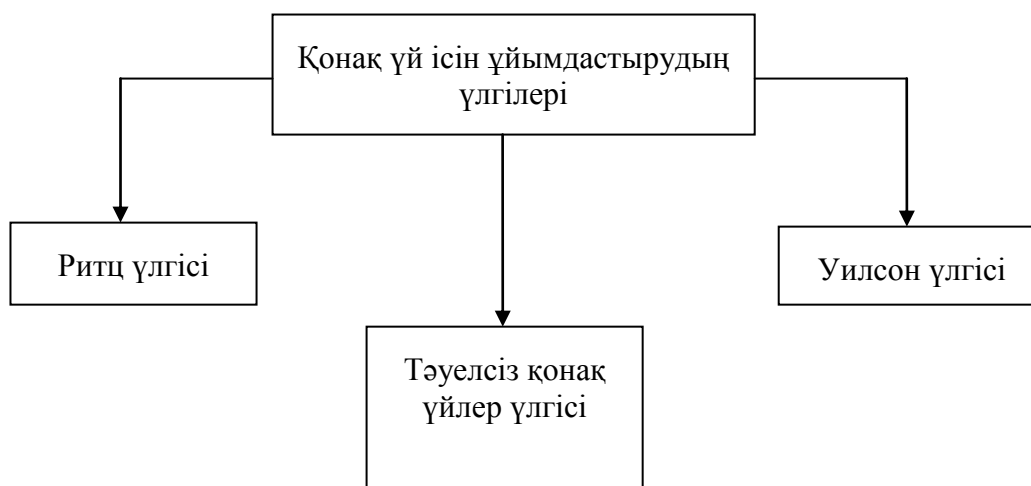 Қонақ үй ісін ұйымдастырудың
үлгілері
Ритц үлгісі
Уилсон үлгісі
Тәуелсіз қонақ
үйлер үлгісі